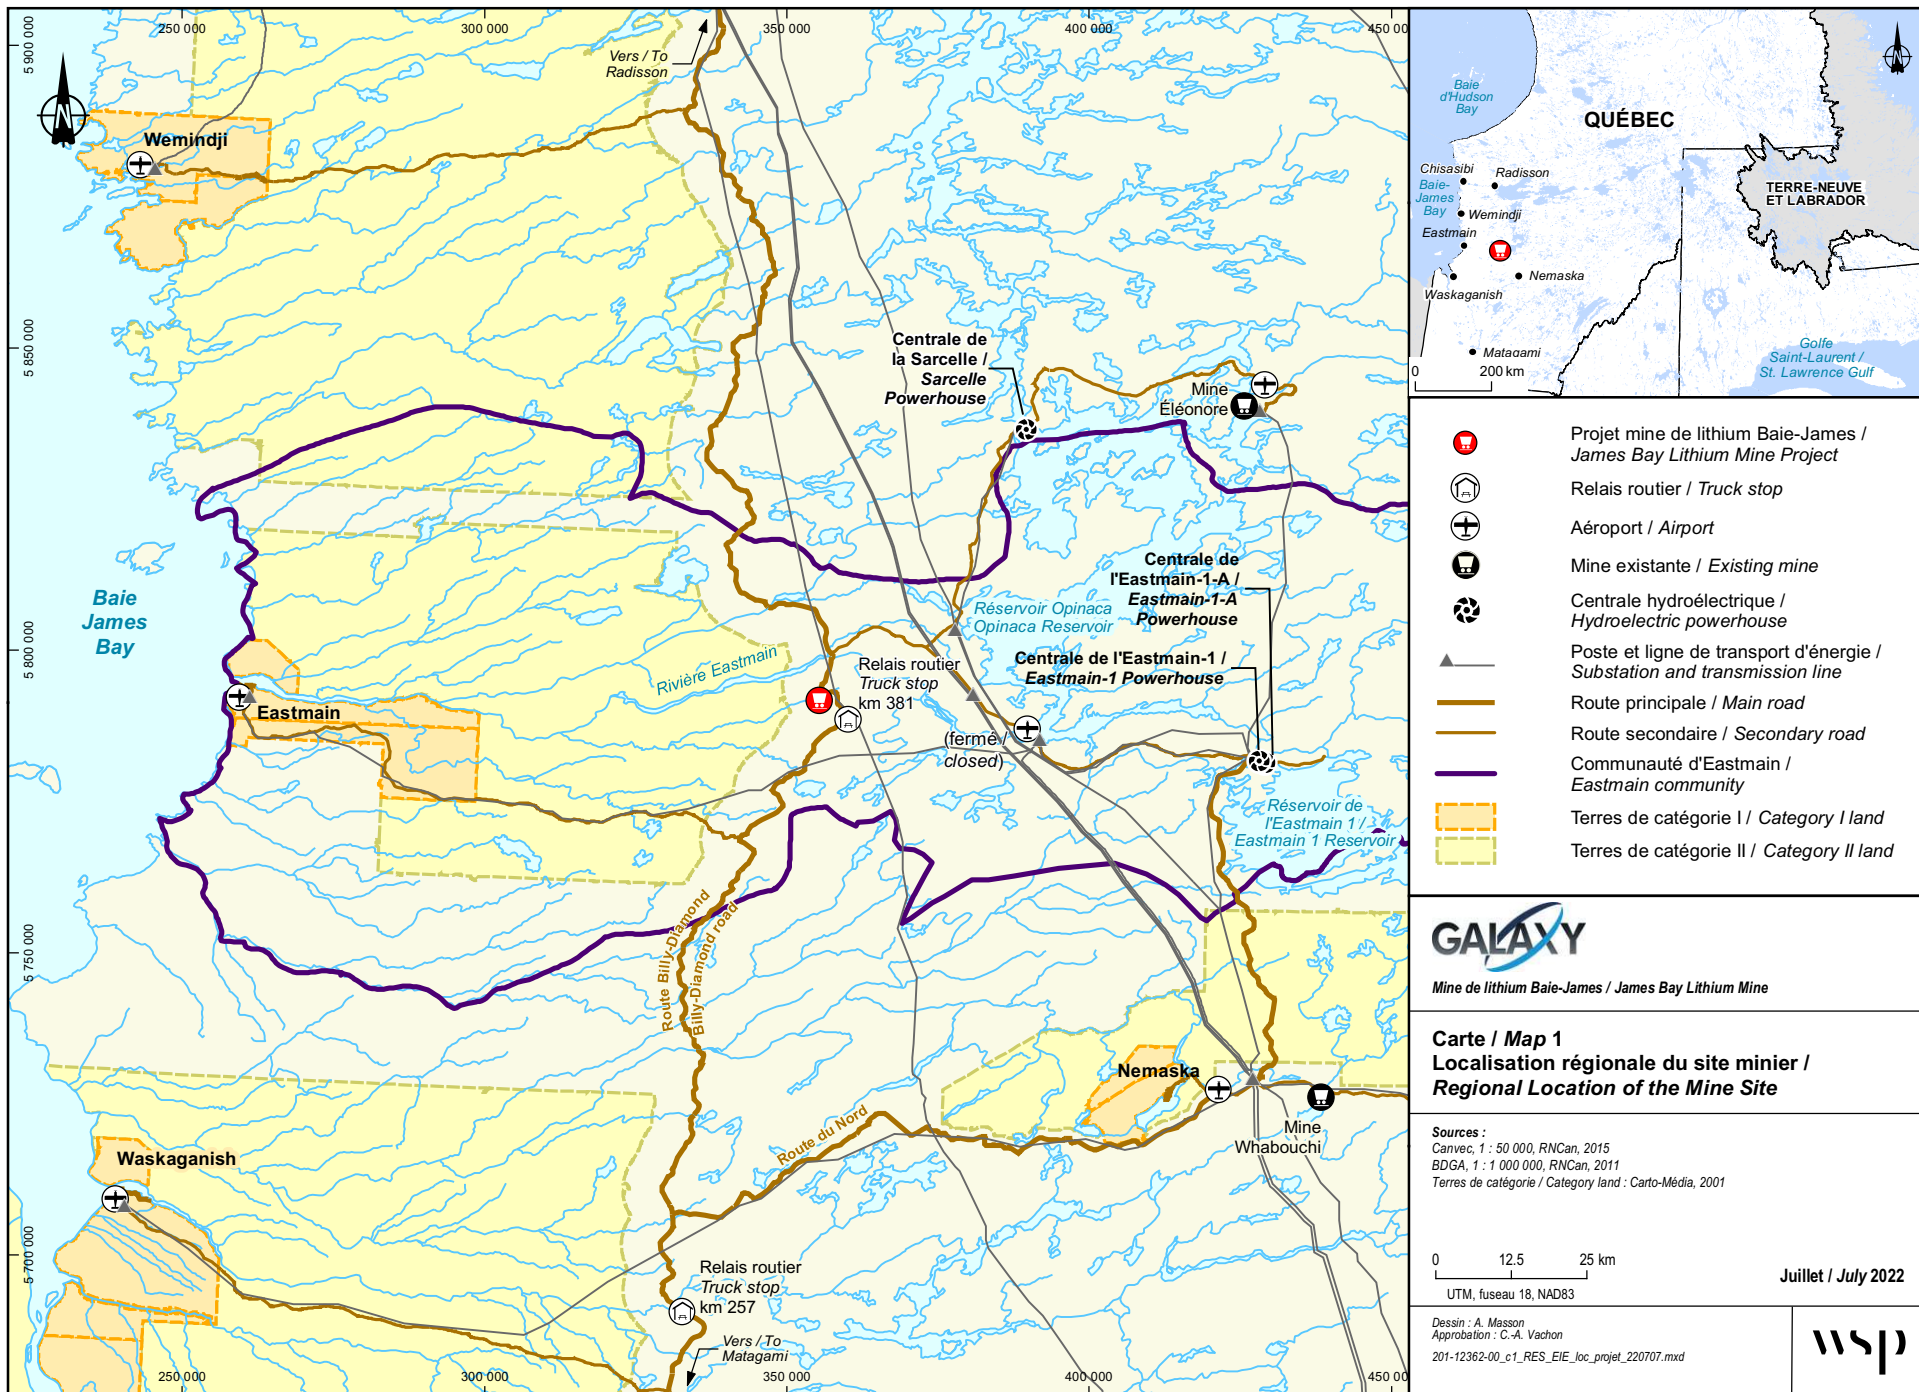 250 000
300 000
350 000
400 000
450 00
5 900 000
5 850 000
5 800 000
5 750 000
5 700 000
250 000
300 000
350 000
400 000
450 000
N
Vers / To
Radisson
Wemindji
Centrale de
la Sarcelle /
Sarcelle
Powerhouse
Mine
Éléonore
Baie
James
Bay
Centrale de
l'Eastmain-1-A /
Eastmain-1-A
Powerhouse
Réservoir Opinaca
Opinaca Reservoir
Rivière Eastmain
Relais routier
Truck stop
km 381
Centrale de l'Eastmain-1 /
Eastmain-1 Powerhouse
Eastmain
(fermé /
closed)
Réservoir de
l'Eastmain 1 /
Eastmain 1 Reservoir
Route Billy-Diamond
Billy-Diamond road
Nemaska
Route du Nord
Mine
Whabouchi
Waskaganish
Relais routier
Truck stop
km 257
Vers / To
Matagami
Baie
d'Hudson
Bay
QUÉBEC
Chisasibi
Radisson
Baie-
James
Bay
Wemindji
TERRE-NEUVE
ET LABRADOR
Eastmain
Nemaska
Waskaganish
Matagami
Golfe
Saint-Laurent /
St. Lawrence Gulf
0
200 km
Projet mine de lithium Baie-James /
James Bay Lithium Mine Project
Relais routier / Truck stop
Aéroport / Airport
Mine existante / Existing mine
Centrale hydroélectrique /
Hydroelectric powerhouse
Poste et ligne de transport d'énergie /
Substation and transmission line
Route principale / Main road
Route secondaire / Secondary road
Communauté d'Eastmain /
Eastmain community
Terres de catégorie I / Category I land
Terres de catégorie II / Category II land
GALAXY
Mine de lithium Baie-James / James Bay Lithium Mine
Carte / Map 1
Localisation régionale du site minier /
Regional Location of the Mine Site
Sources :
Canvec, 1 : 50 000, RNCan, 2015
BDGA, 1 : 1 000 000, RNCan, 2011
Terres de catégorie / Category land : Carto-Média, 2001
0 12.5 25 km
UTM, fuseau 18, NAD83
Juillet / July 2022
Dessin : A. Masson
Approbation : C.-A. Vachon
201-12362-00_c1_RES_EIE_loc_projet_220707.mxd
wsp